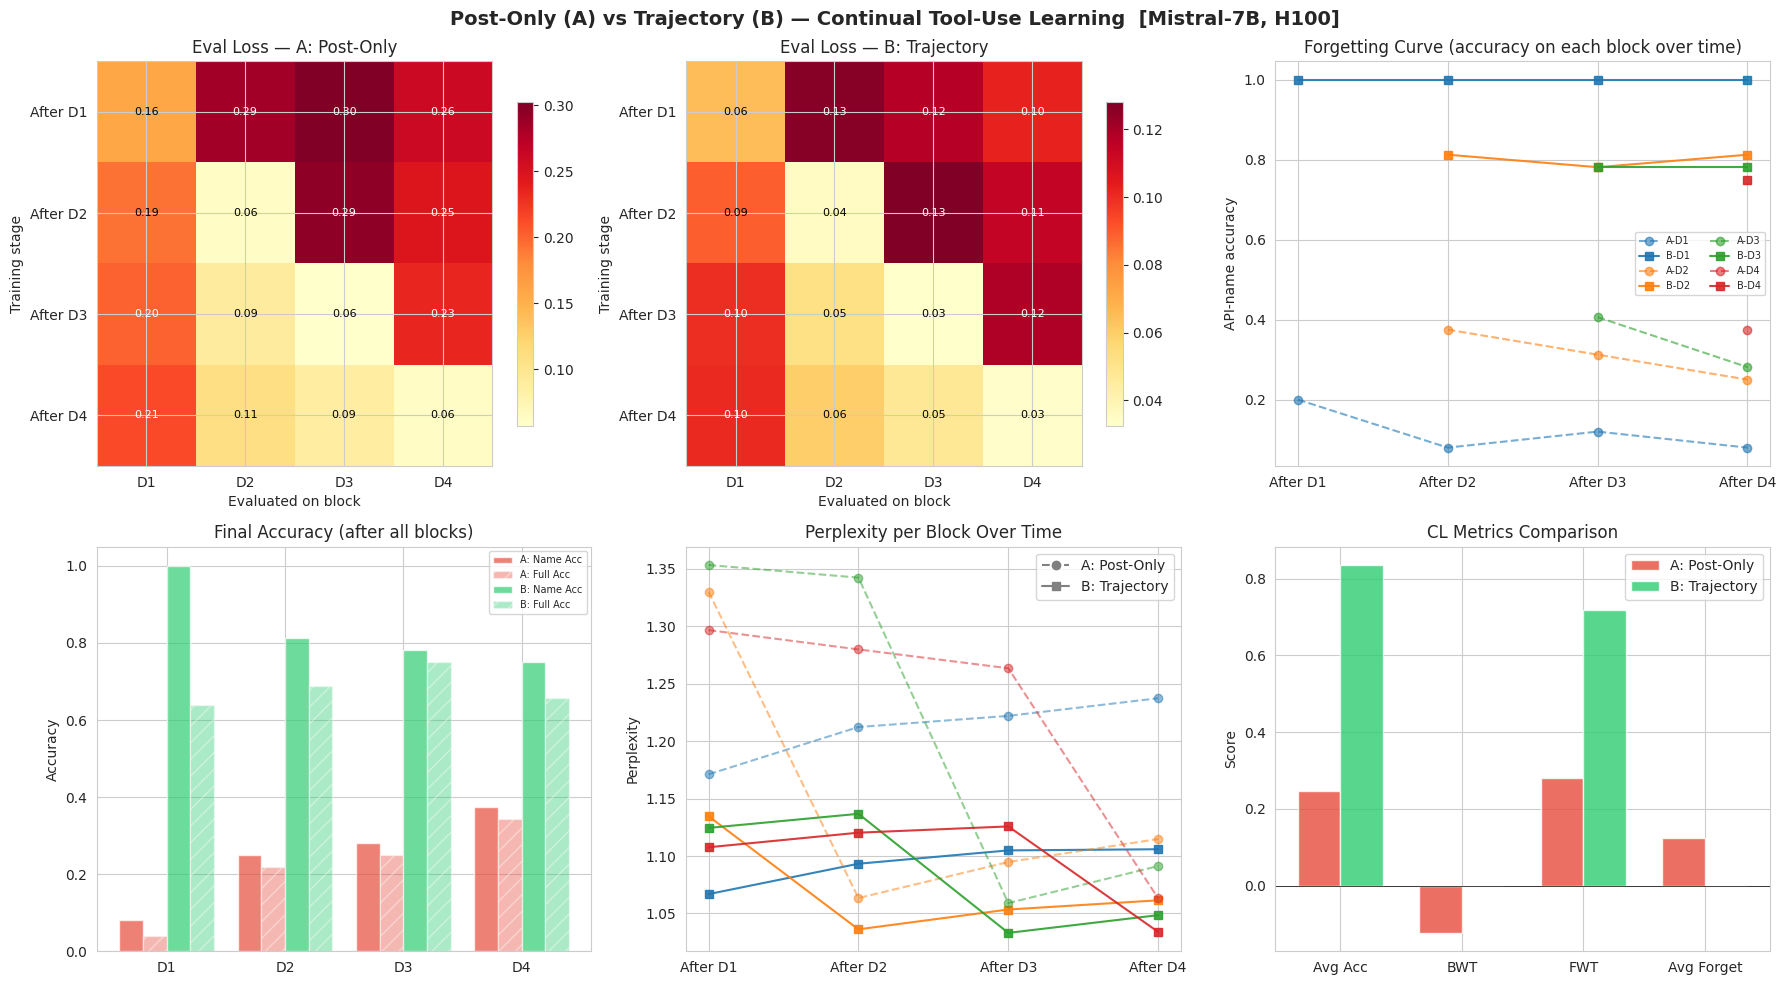 Post-Only (A) vs Trajectory (B) — Continual Tool-Use Learning [Mistral-7B, H100]
Eval Loss — A: Post-Only
Training stage
After D1
After D2
After D3
After D4
0.16 0.29 0.30 0.26
0.19 0.06 0.29 0.25
0.20 0.09 0.06 0.23
0.21 0.11 0.09 0.06
D1 D2 D3 D4
Evaluated on block
0.30
0.25
0.20
0.15
0.10
Eval Loss — B: Trajectory
Training stage
After D1
After D2
After D3
After D4
0.06 0.13 0.12 0.10
0.09 0.04 0.13 0.11
0.10 0.05 0.03 0.12
0.10 0.06 0.05 0.03
D1 D2 D3 D4
Evaluated on block
0.12
0.10
0.08
0.06
0.04
Forgetting Curve (accuracy on each block over time)
API-name accuracy
1.0
0.8
0.6
0.4
0.2
A-D1 A-D3
B-D1 B-D3
A-D2 A-D4
B-D2 B-D4
After D1 After D2 After D3 After D4
Final Accuracy (after all blocks)
Accuracy
1.0
0.8
0.6
0.4
0.2
0.0
A: Name Acc
A: Full Acc
B: Name Acc
B: Full Acc
D1 D2 D3 D4
Perplexity per Block Over Time
Perplexity
1.35
1.30
1.25
1.20
1.15
1.10
1.05
A: Post-Only
B: Trajectory
After D1 After D2 After D3 After D4
CL Metrics Comparison
Score
0.8
0.6
0.4
0.2
0.0
A: Post-Only
B: Trajectory
Avg Acc BWT FWT Avg Forget